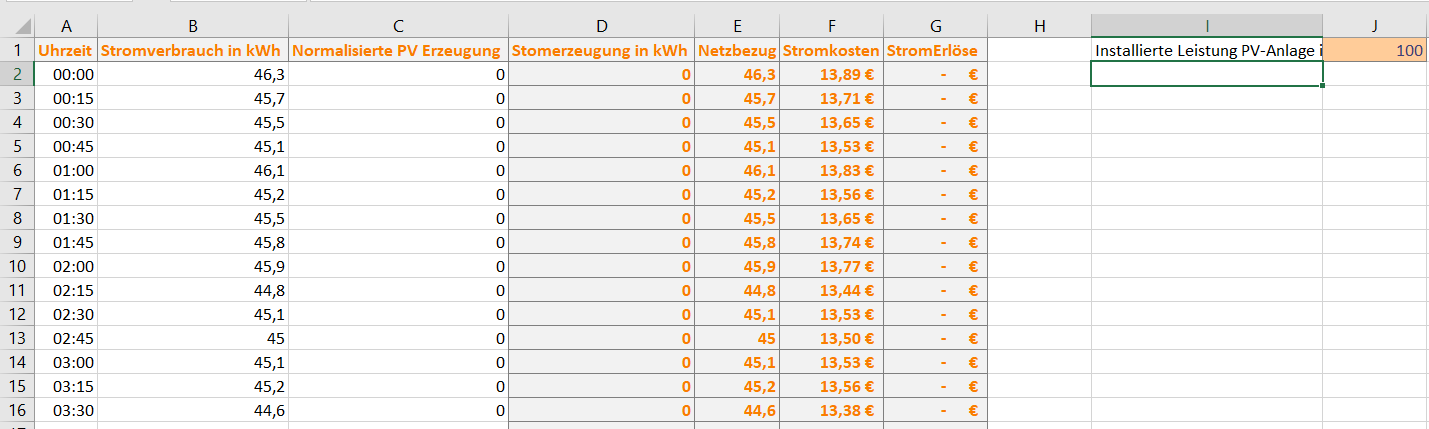 A B C D E F G H I J
1 Uhrzeit Stromverbrauch in kWh Normalisierte PV Erzeugung Stomerzeugung in kWh Netzbezug Stromkosten StromErlöse Installierte Leistung PV-Anlage i 100
2 00:00 46,3 0 0 46,3 13,89 € - €
3 00:15 45,7 0 0 45,7 13,71 € - €
4 00:30 45,5 0 0 45,5 13,65 € - €
5 00:45 45,1 0 0 45,1 13,53 € - €
6 01:00 46,1 0 0 46,1 13,83 € - €
7 01:15 45,2 0 0 45,2 13,56 € - €
8 01:30 45,5 0 0 45,5 13,65 € - €
9 01:45 45,8 0 0 45,8 13,74 € - €
10 02:00 45,9 0 0 45,9 13,77 € - €
11 02:15 44,8 0 0 44,8 13,44 € - €
12 02:30 45,1 0 0 45,1 13,53 € - €
13 02:45 45 0 0 45 13,50 € - €
14 03:00 45,1 0 0 45,1 13,53 € - €
15 03:15 45,2 0 0 45,2 13,56 € - €
16 03:30 44,6 0 0 44,6 13,38 € - €